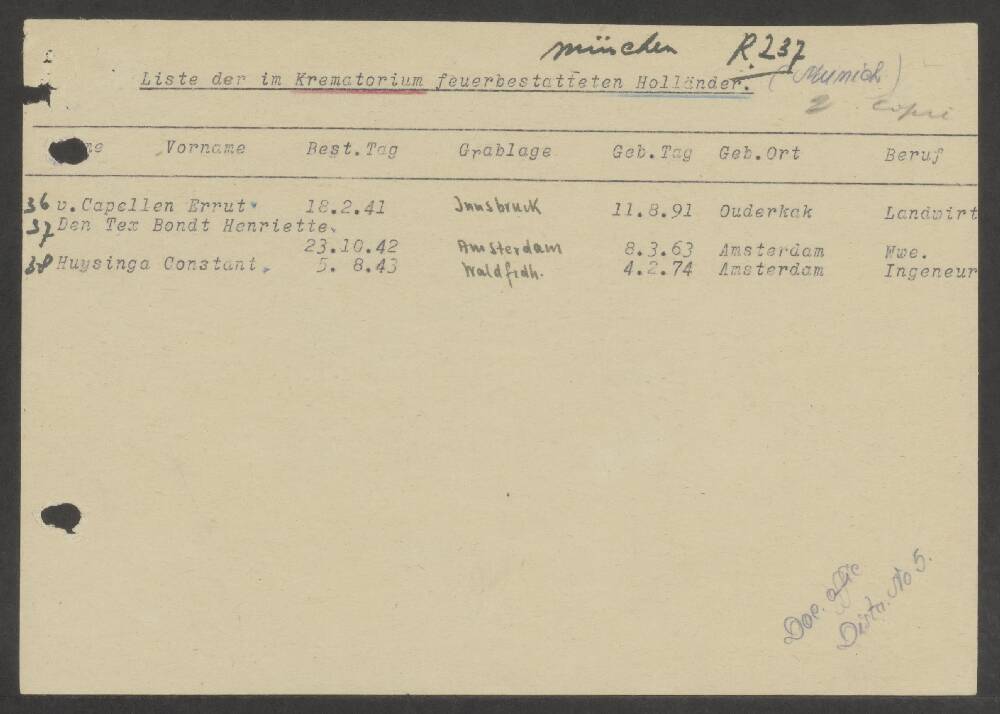 münchen R.237
Liste der im Krematorium feuerbestatteten Holländer. (Munich)
2 copie
Vorname Best.Tag Grablage Geb.Tag Geb.Ort Beruf
36 v.Capellen Errut 18.2.41 Innsbruck 11.8.91 Ouderkak Landwirt
37 Den Tex Bondt Henriette
23.10.42 Amsterdam 8.3.63 Amsterdam Wwe.
38 Huysinga Constant 5. 8.43 Waldfrdh. 4.2.74 Amsterdam Ingeneur
Doc. offic
Distr. No 5.